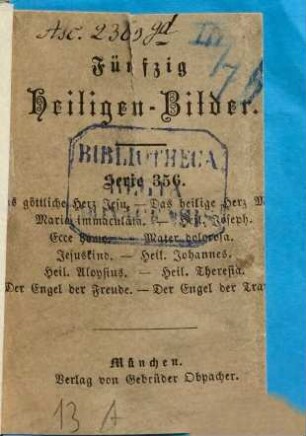 Asc. 2305 gd
Fünfzig
Heiligen-Bilder.
BIBLIOTHECA
Serie 356.
göttliche Herz Jesu. — Das heilige Herz
Mariä immaculata. — Joseph.
Ecce homo. — Mater dolorosa.
Jesuskind. — Heil. Johannes.
Heil. Aloysius. — Heil. Theresia.
Der Engel der Freude. — Der Engel der Tra
München.
Verlag von Gebrüder Obpacher.
13 A